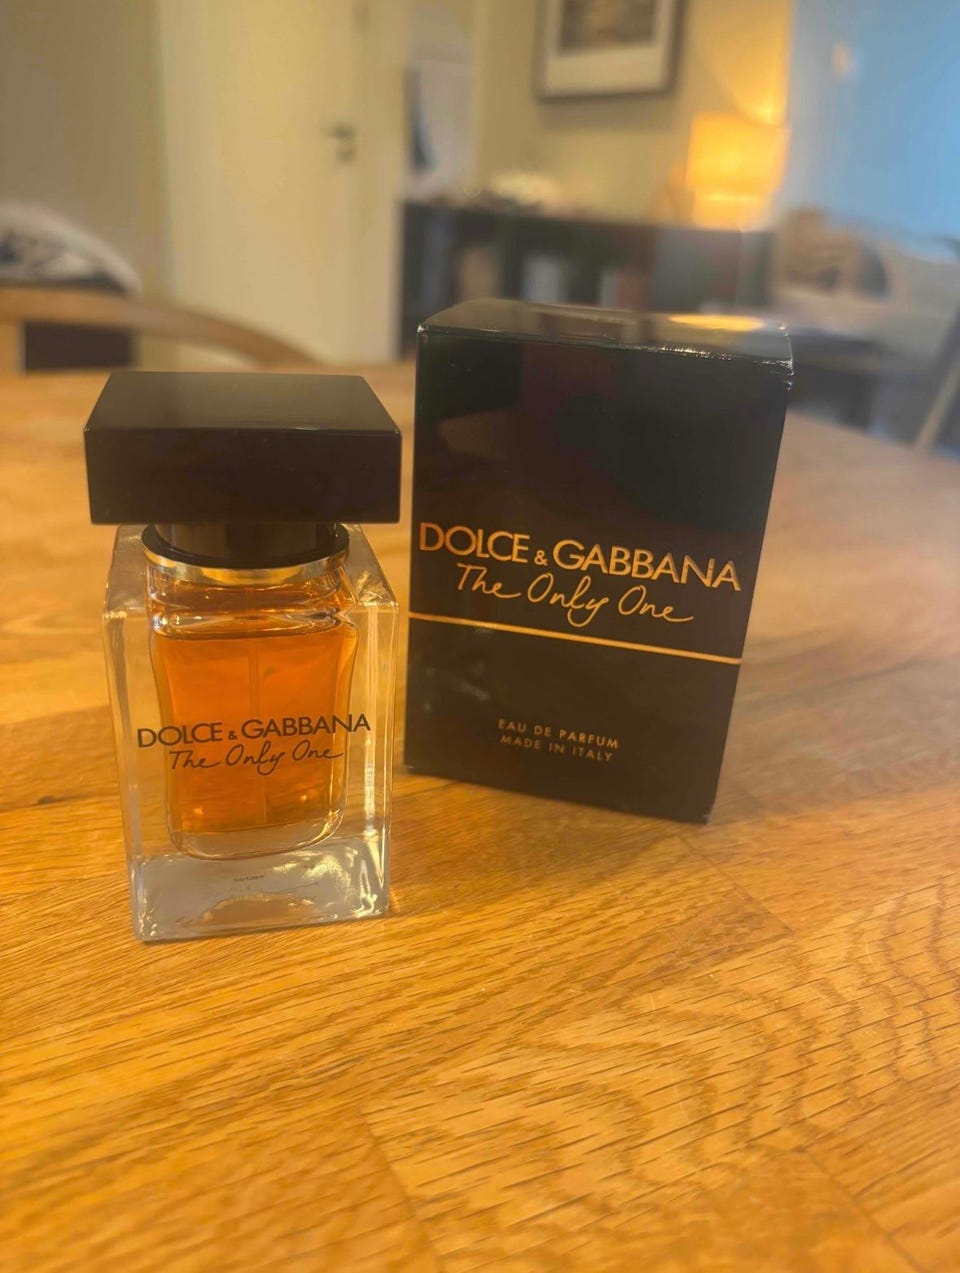 DOLCE & GABBANA
The Only One
DOLCE & GABBANA
The Only One
EAU DE PARFUM
MADE IN ITALY